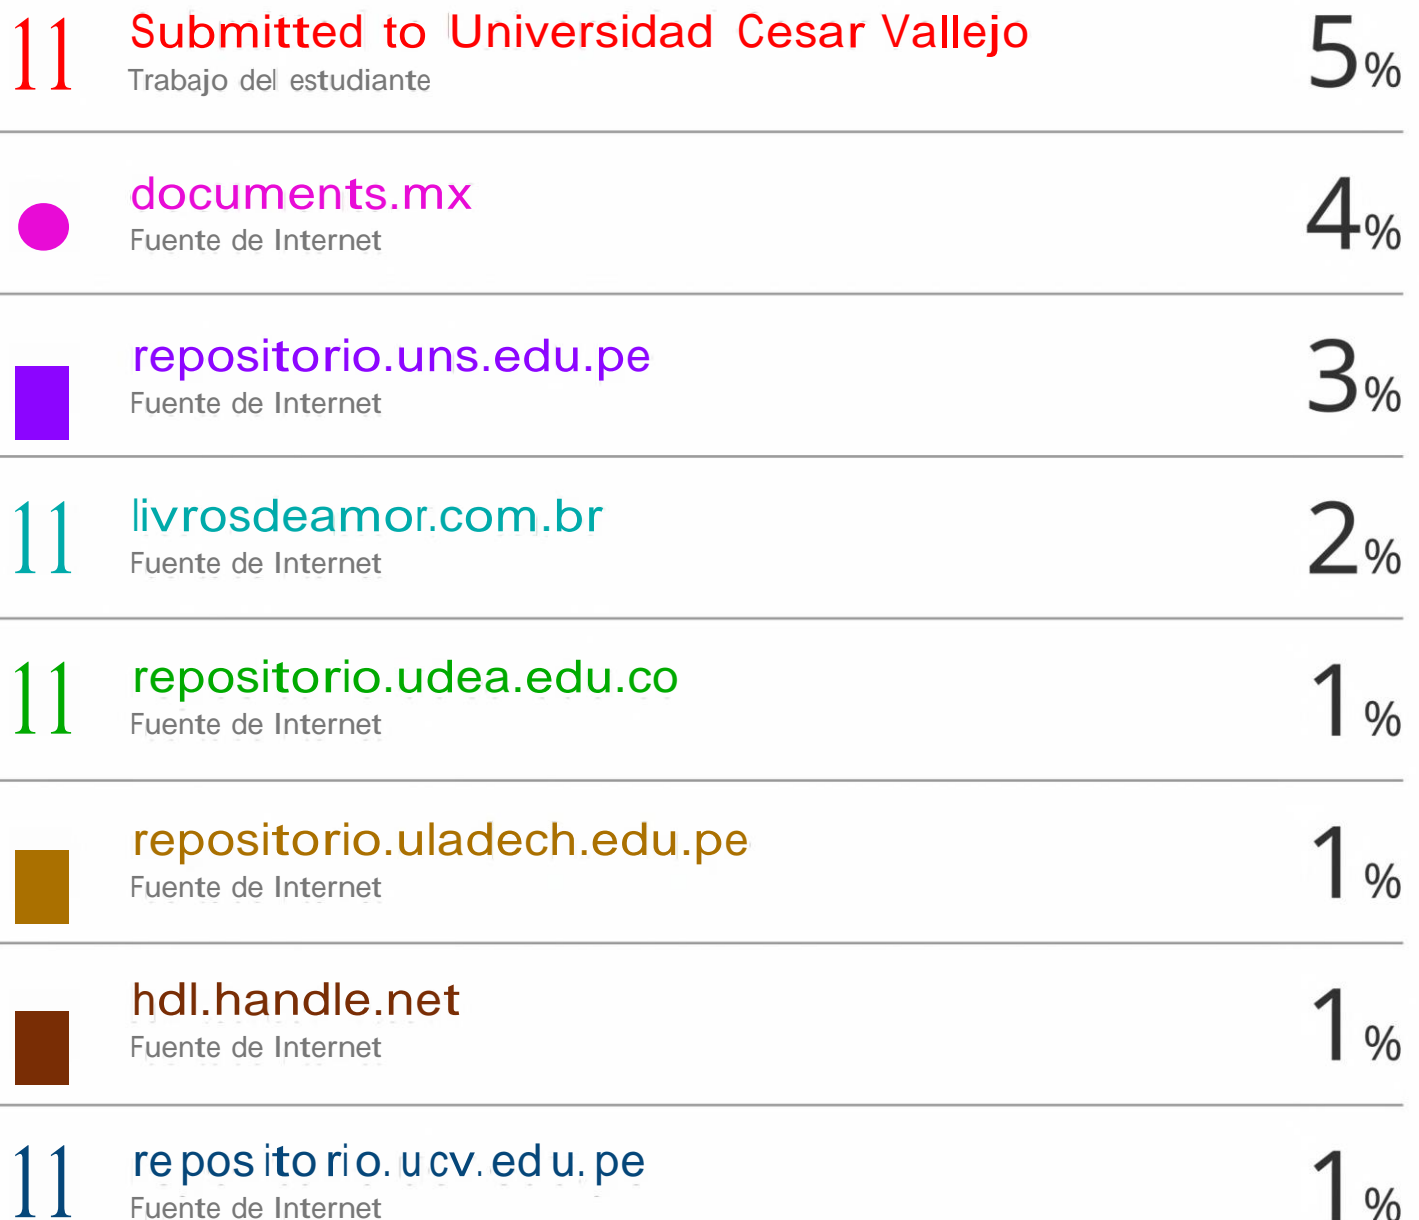 11 Submitted to Universidad Cesar Vallejo 5%
Trabajo del estudiante
documents.mx 4%
Fuente de Internet
repositorio.uns.edu.pe 3%
Fuente de Internet
11 livrosdeamor.com.br 2%
Fuente de Internet
11 repositorio.udea.edu.co 1%
Fuente de Internet
repositorio.uladech.edu.pe 1%
Fuente de Internet
hdl.handle.net 1%
Fuente de Internet
11 repositorio.ucv.edu.pe 1%
Fuente de Internet